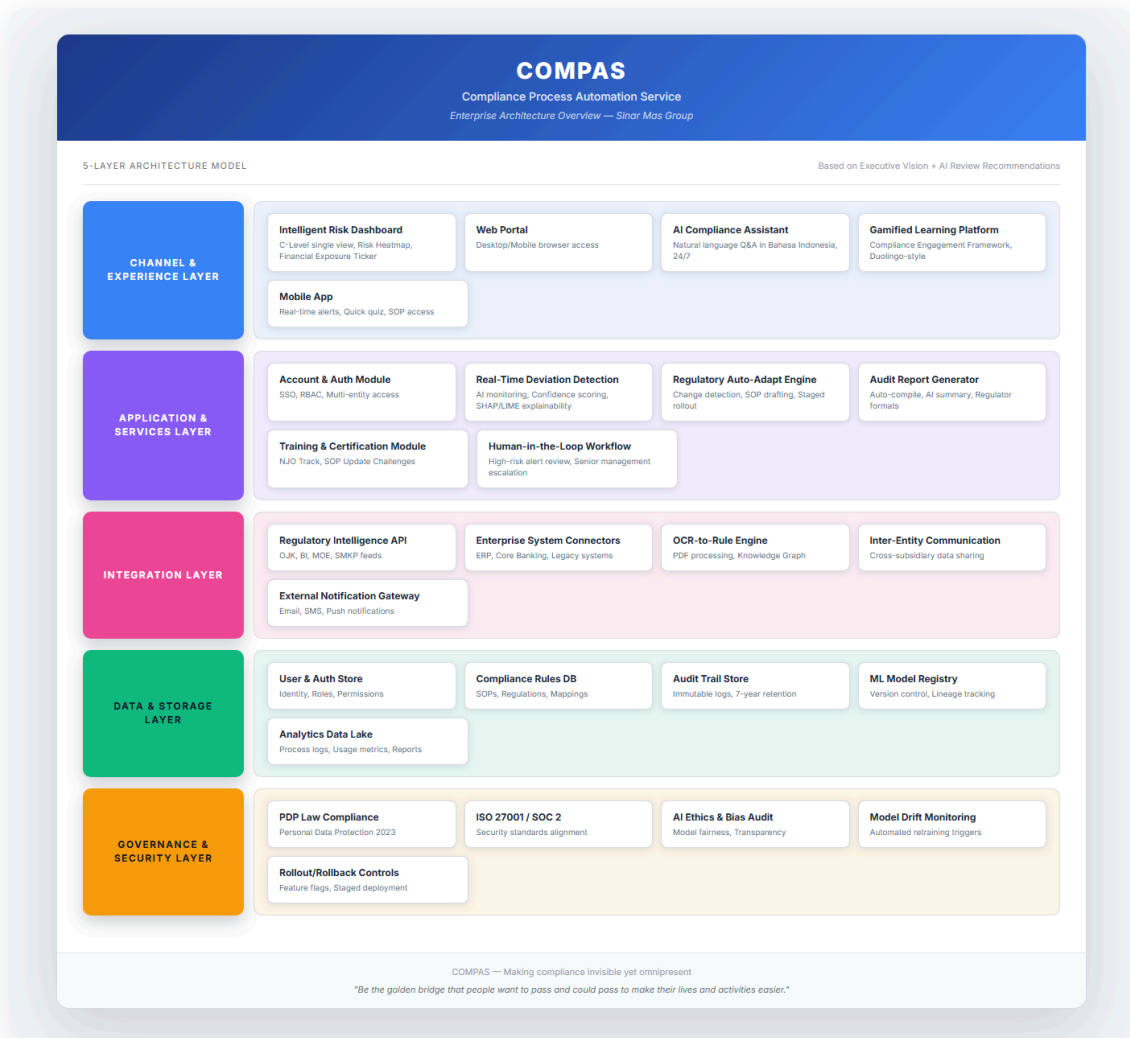 COMPAS
Compliance Process Automation Service
Enterprise Architecture Overview — Sinar Mas Group
5-LAYER ARCHITECTURE MODEL
Based on Executive Vision + AI Review Recommendations
CHANNEL &
EXPERIENCE LAYER
Intelligent Risk Dashboard
C-Level single view, Risk Heatmap,
Financial Exposure Ticker
Web Portal
Desktop/Mobile browser access
AI Compliance Assistant
Natural language Q&A in Bahasa Indonesia,
24/7
Gamified Learning Platform
Compliance Engagement Framework,
Duolingo-style
Mobile App
Real-time alerts, Quick quiz, SOP access
APPLICATION &
SERVICES LAYER
Account & Auth Module
SSO, RBAC, Multi-entity access
Real-Time Deviation Detection
AI monitoring, Confidence scoring,
SHAP/LIME explainability
Regulatory Auto-Adapt Engine
Change detection, SOP drafting, Staged
rollout
Audit Report Generator
Auto-compile, AI summary, Regulator
formats
Training & Certification Module
NJO Track, SOP Update Challenges
Human-in-the-Loop Workflow
High-risk alert review, Senior management
escalation
INTEGRATION LAYER
Regulatory Intelligence API
OJK, BI, MOE, SMKP feeds
Enterprise System Connectors
ERP, Core Banking, Legacy systems
OCR-to-Rule Engine
PDF processing, Knowledge Graph
Inter-Entity Communication
Cross-subsidiary data sharing
External Notification Gateway
Email, SMS, Push notifications
DATA & STORAGE
LAYER
User & Auth Store
Identity, Roles, Permissions
Compliance Rules DB
SOPs, Regulations, Mappings
Audit Trail Store
Immutable logs, 7-year retention
ML Model Registry
Version control, Lineage tracking
Analytics Data Lake
Process logs, Usage metrics, Reports
GOVERNANCE &
SECURITY LAYER
PDP Law Compliance
Personal Data Protection 2023
ISO 27001 / SOC 2
Security standards alignment
AI Ethics & Bias Audit
Model fairness, Transparency
Model Drift Monitoring
Automated retraining triggers
Rollout/Rollback Controls
Feature flags, Staged deployment
COMPAS — Making compliance invisible yet omnipresent
"Be the golden bridge that people want to pass and could pass to make their lives and activities easier."